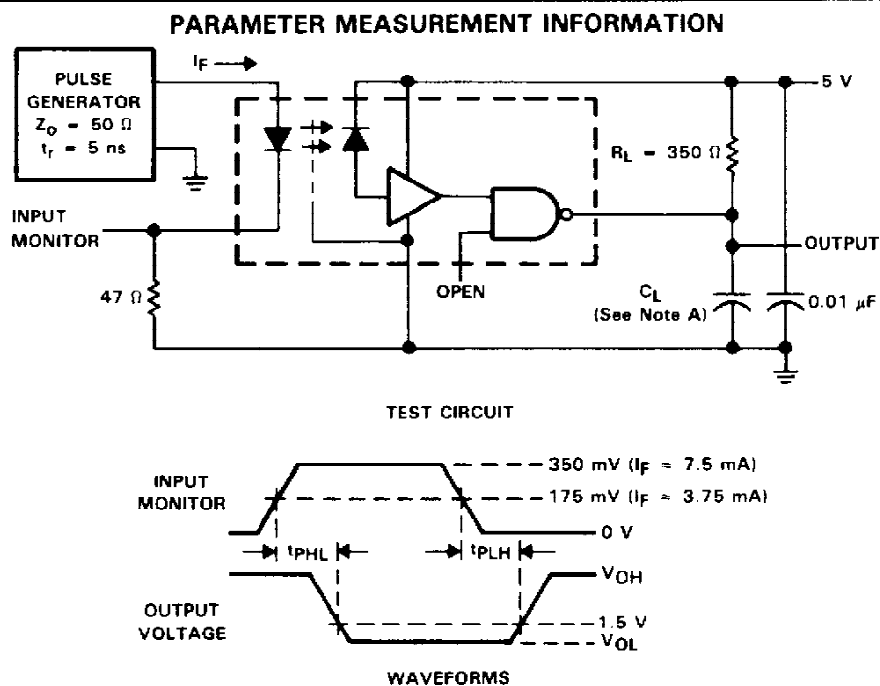 PARAMETER MEASUREMENT INFORMATION
PULSE
GENERATOR
Zo = 50 Ω
tr = 5 ns
IF
5 V
RL = 350 Ω
INPUT
MONITOR
OUTPUT
47 Ω
OPEN
CL
(See Note A)
0.01 µF
TEST CIRCUIT
INPUT
MONITOR
350 mV (IF = 7.5 mA)
175 mV (IF = 3.75 mA)
0 V
tPHL
tPLH
VOH
OUTPUT
VOLTAGE
1.5 V
VOL
WAVEFORMS